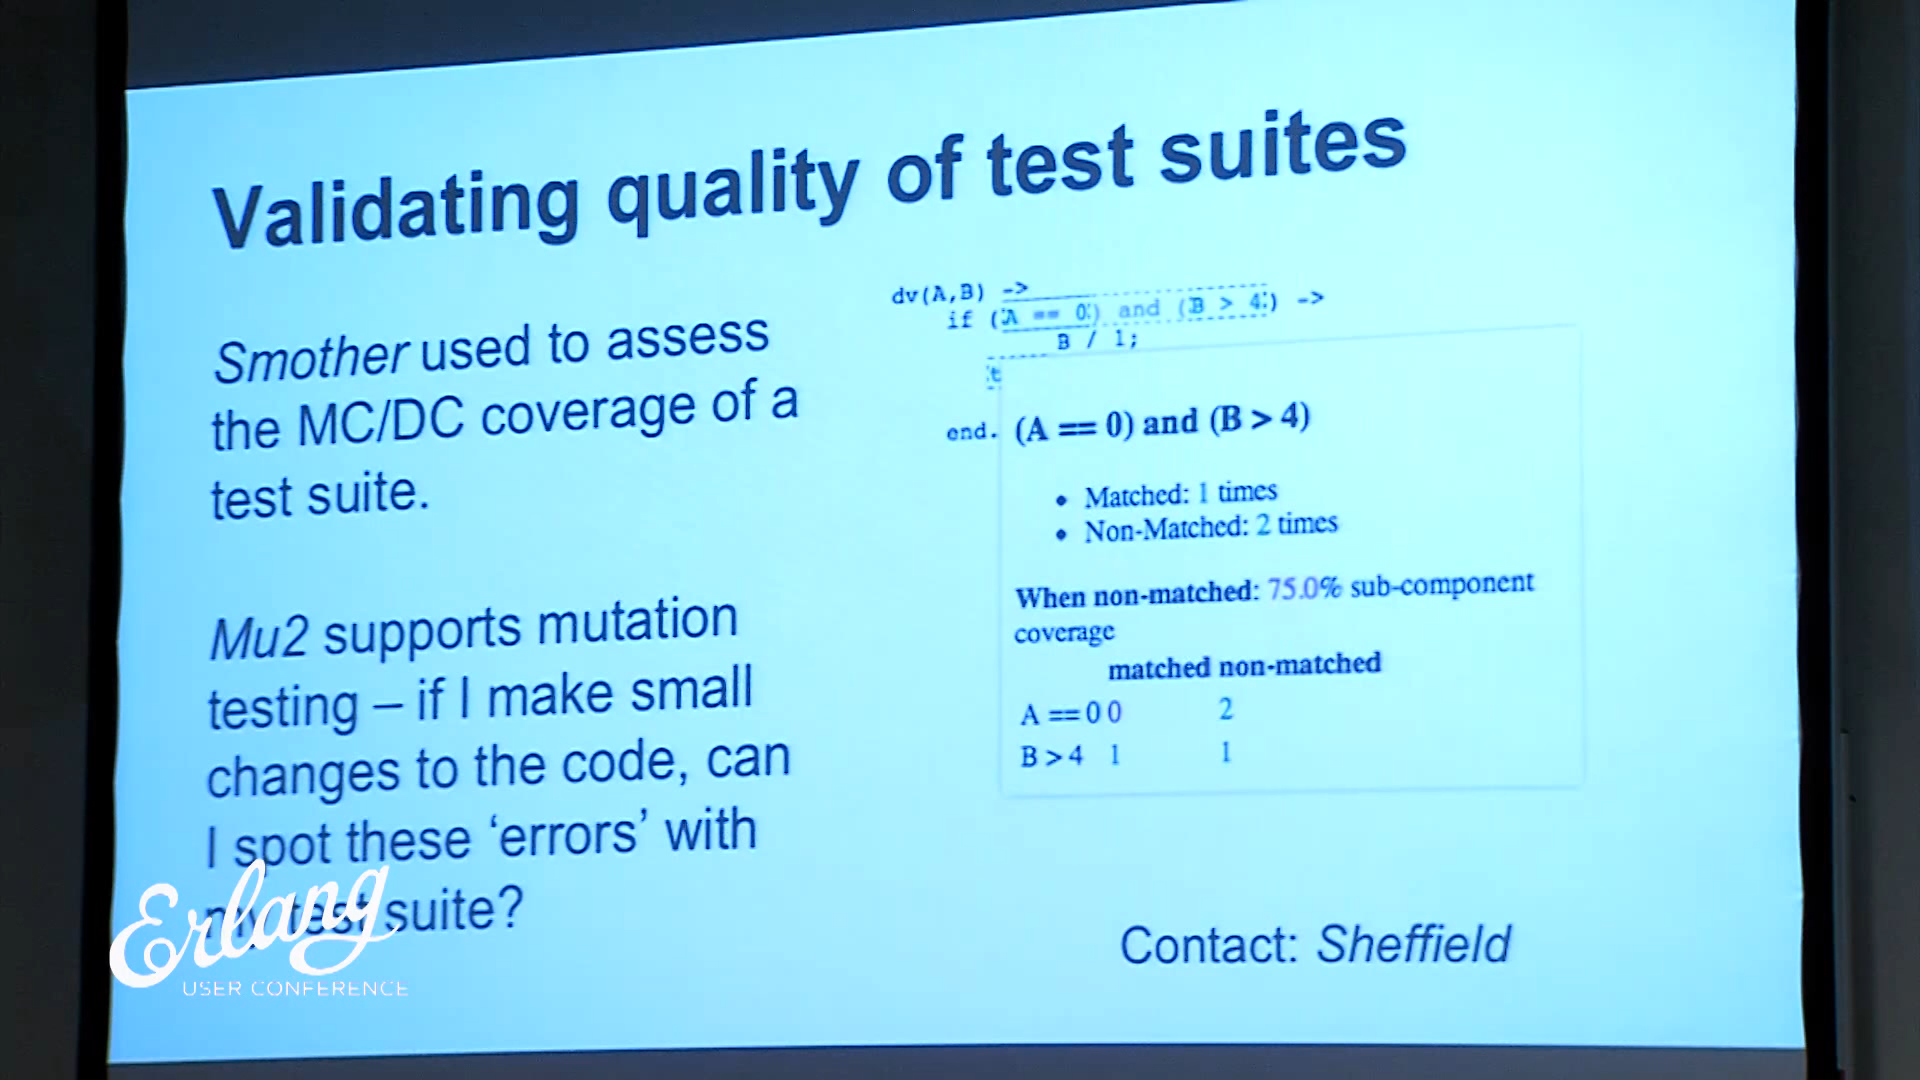 Validating quality of test suites
Smother used to assess
the MC/DC coverage of a
test suite.
Mu2 supports mutation
testing – if I make small
changes to the code, can
I spot these ‘errors’ with
my test suite?
dv(A,B) ->
if (A == 0) and (B > 4) ->
B / 1;
t
end.
(A == 0) and (B > 4)
• Matched: 1 times
• Non-Matched: 2 times
When non-matched: 75.0% sub-component
coverage
matched non-matched
A == 0 0 2
B > 4 1 1
Contact: Sheffield
Erlang
USER CONFERENCE